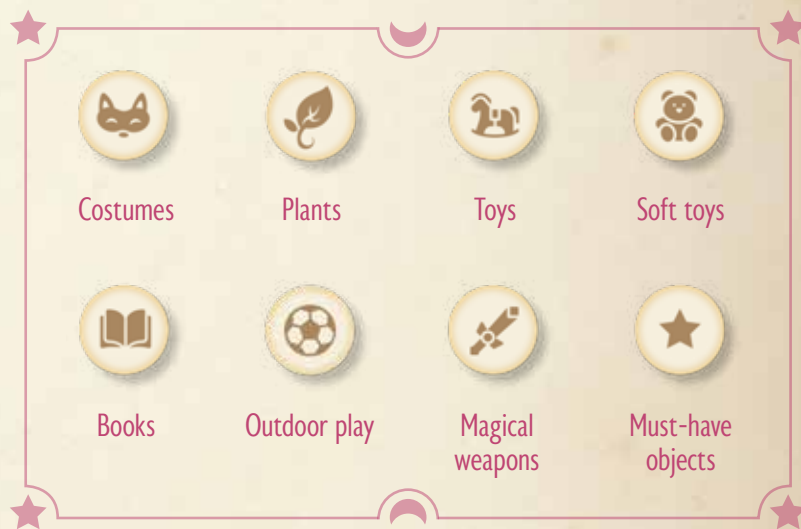 Costumes
Plants
Toys
Soft toys
Books
Outdoor play
Magical
weapons
Must-have
objects